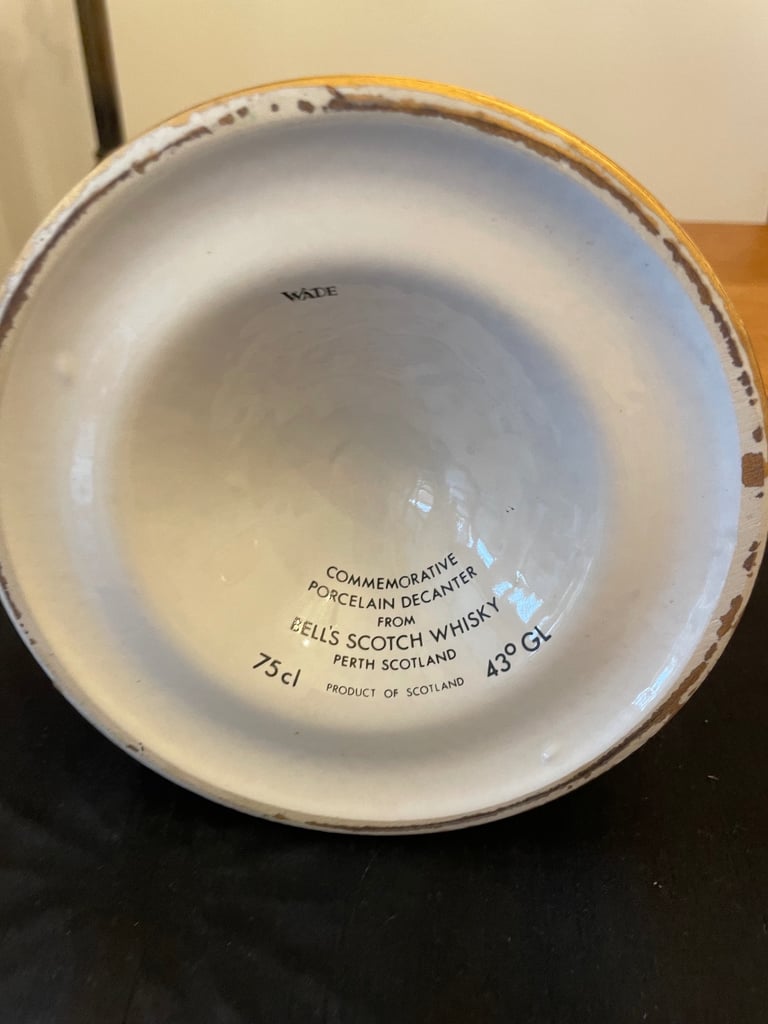 WADE
COMMEMORATIVE
PORCELAIN DECANTER
FROM
BELL'S SCOTCH WHISKY
PERTH SCOTLAND
75cl
PRODUCT OF SCOTLAND
43° GL